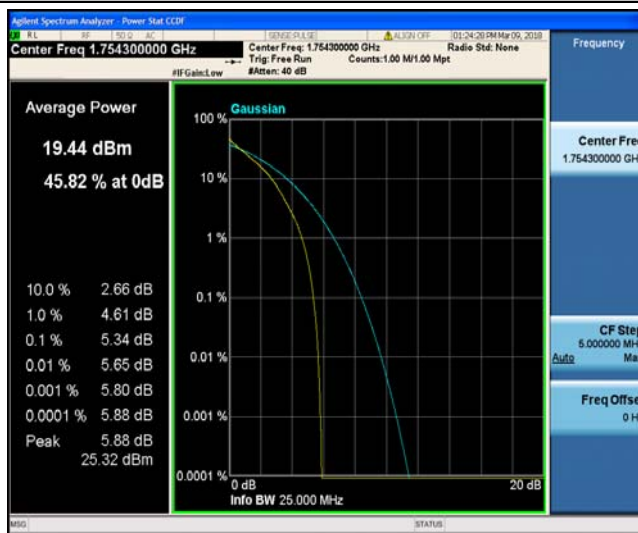 Agilent Spectrum Analyzer - Power Stat CCDF
RL RF 50 Ω AC SENSE:PULSE ALIGN OFF 01:24:20 PM Mar 09, 2018
Center Freq 1.754300000 GHz
Center Freq: 1.754300000 GHz Radio Std: None
Trig: Free Run Counts:1.00 M/1.00 Mpt
#IFGain:Low #Atten: 40 dB
Frequency
Average Power
19.44 dBm
45.82 % at 0dB
10.0 % 2.66 dB
1.0 % 4.61 dB
0.1 % 5.34 dB
0.01 % 5.65 dB
0.001 % 5.80 dB
0.0001 % 5.88 dB
Peak 5.88 dB
25.32 dBm
Gaussian
100 %
10 %
1 %
0.1 %
0.01 %
0.001 %
0.0001 %
0 dB 20 dB
Info BW 25.000 MHz
Center Fre
1.754300000 GH
CF Step
5.000000 MH
Auto Ma
Freq Offse
0 H
MSG STATUS